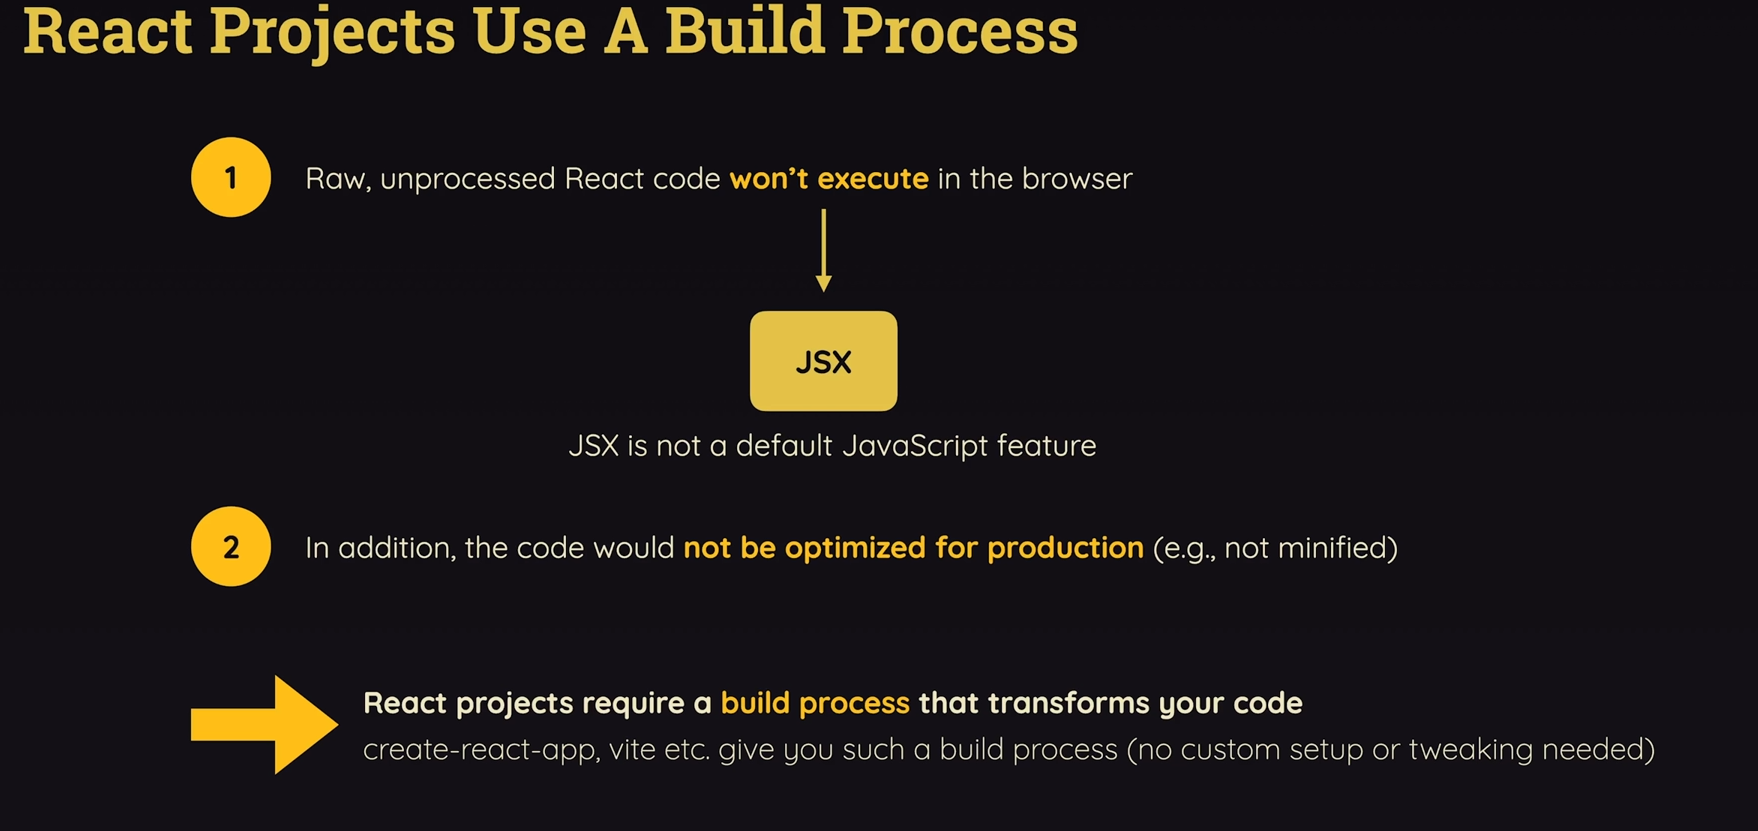 React Projects Use A Build Process
1
Raw, unprocessed React code won't execute in the browser
JSX
JSX is not a default JavaScript feature
2
In addition, the code would not be optimized for production (e.g., not minified)
React projects require a build process that transforms your code
create-react-app, vite etc. give you such a build process (no custom setup or tweaking needed)